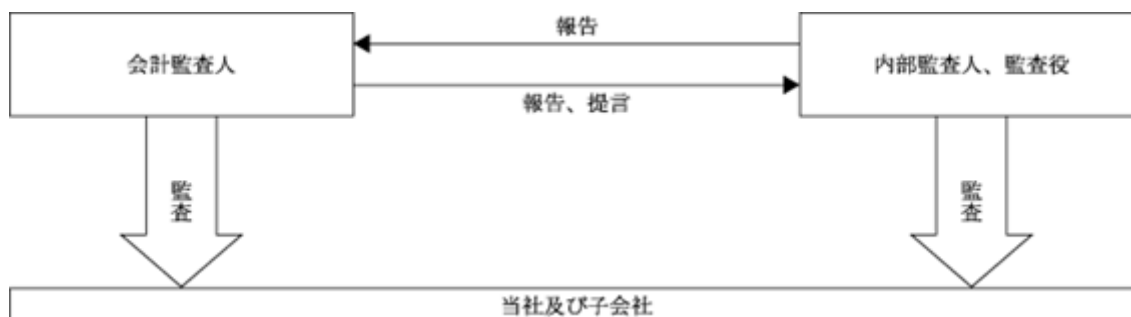 報告
会計監査人
内部監査人、監査役
報告、提言
監査
監査
当社及び子会社